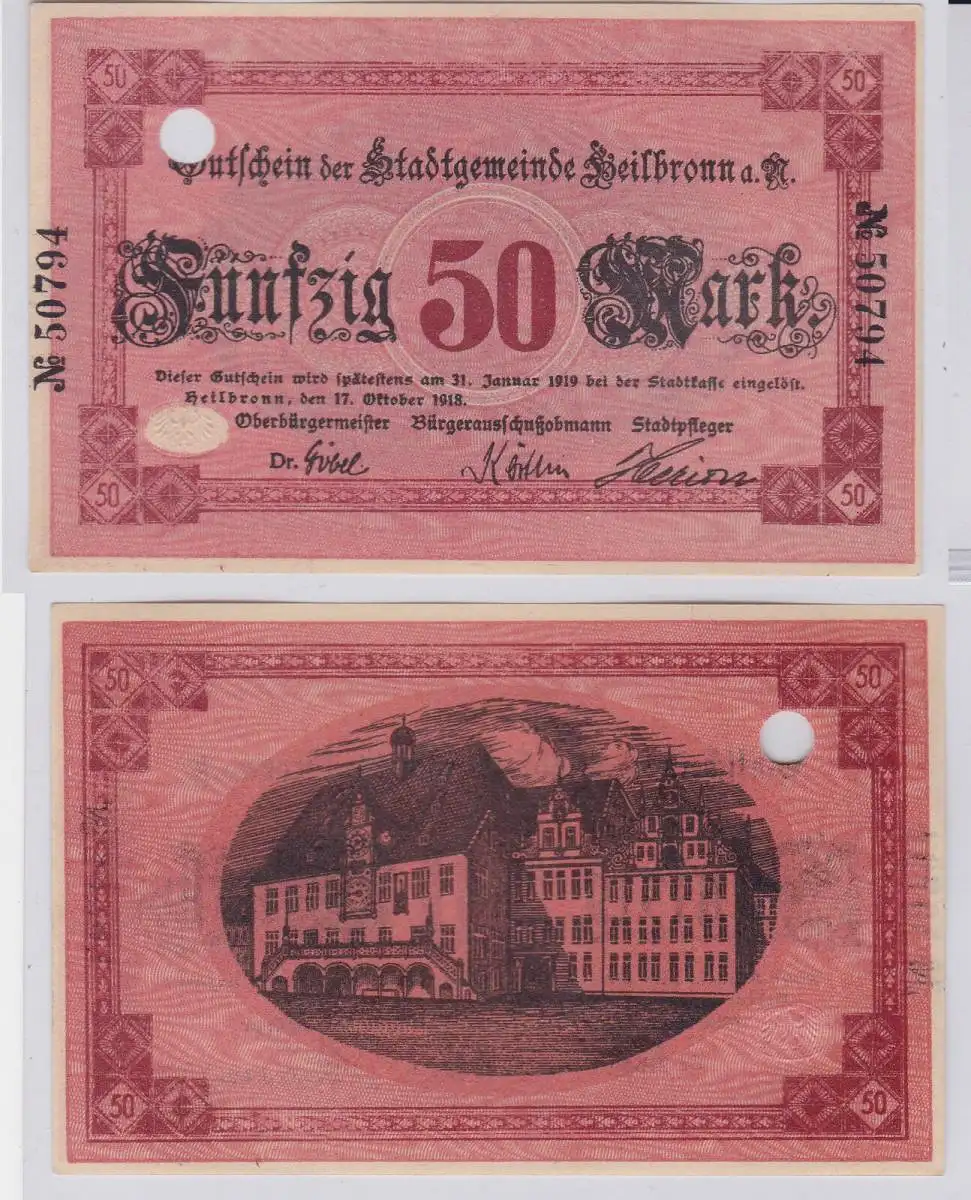 50
50
Gutschein der Stadtgemeinde Heilbronn a. N.
№ 50794
№ 50794
Fünfzig 50 Mark.
Dieser Gutschein wird spätestens am 31. Januar 1919 bei der Stadtkasse eingelöst.
Heilbronn, den 17. Oktober 1918.
Oberbürgermeister Bürgerausschußobmann Stadtpfleger
Dr. Göbel
50
50
50
50
50
50